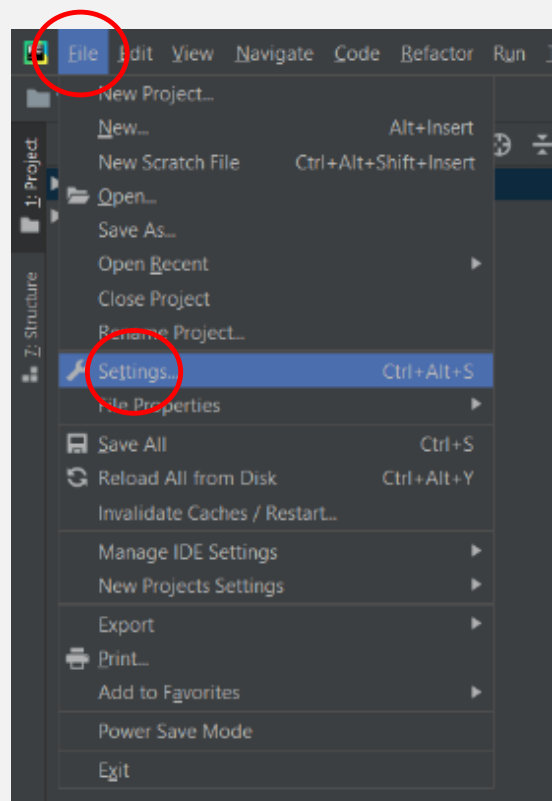 File Edit View Navigate Code Refactor Run
New Project...
New... Alt+Insert
New Scratch File Ctrl+Alt+Shift+Insert
Open...
Save As...
Open Recent
Close Project
Rename Project...
Settings... Ctrl+Alt+S
File Properties
Save All Ctrl+S
Reload All from Disk Ctrl+Alt+Y
Invalidate Caches / Restart...
Manage IDE Settings
New Projects Settings
Export
Print...
Add to Favorites
Power Save Mode
Exit
1: Project
7: Structure